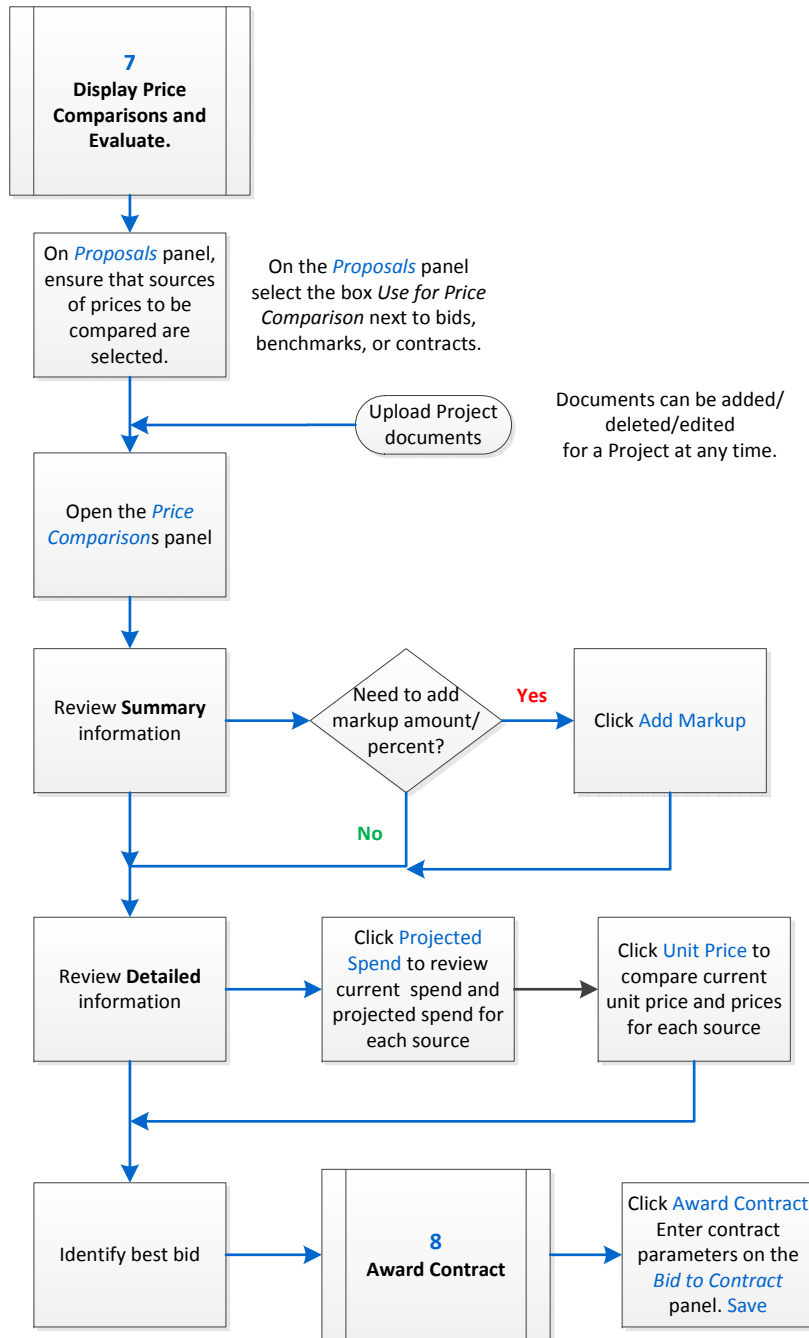 7
Display Price
Comparisons and
Evaluate.
On Proposals panel,
ensure that sources
of prices to be
compared are
selected.
On the Proposals panel
select the box Use for Price
Comparison next to bids,
benchmarks, or contracts.
Upload Project
documents
Documents can be added/
deleted/edited
for a Project at any time.
Open the Price
Comparisons panel
Review Summary
information
Need to add
markup amount/
percent?
Yes
Click Add Markup
No
Review Detailed
information
Click Projected
Spend to review
current spend and
projected spend for
each source
Click Unit Price to
compare current
unit price and prices
for each source
Identify best bid
8
Award Contract
Click Award Contract
Enter contract
parameters on the
Bid to Contract
panel. Save